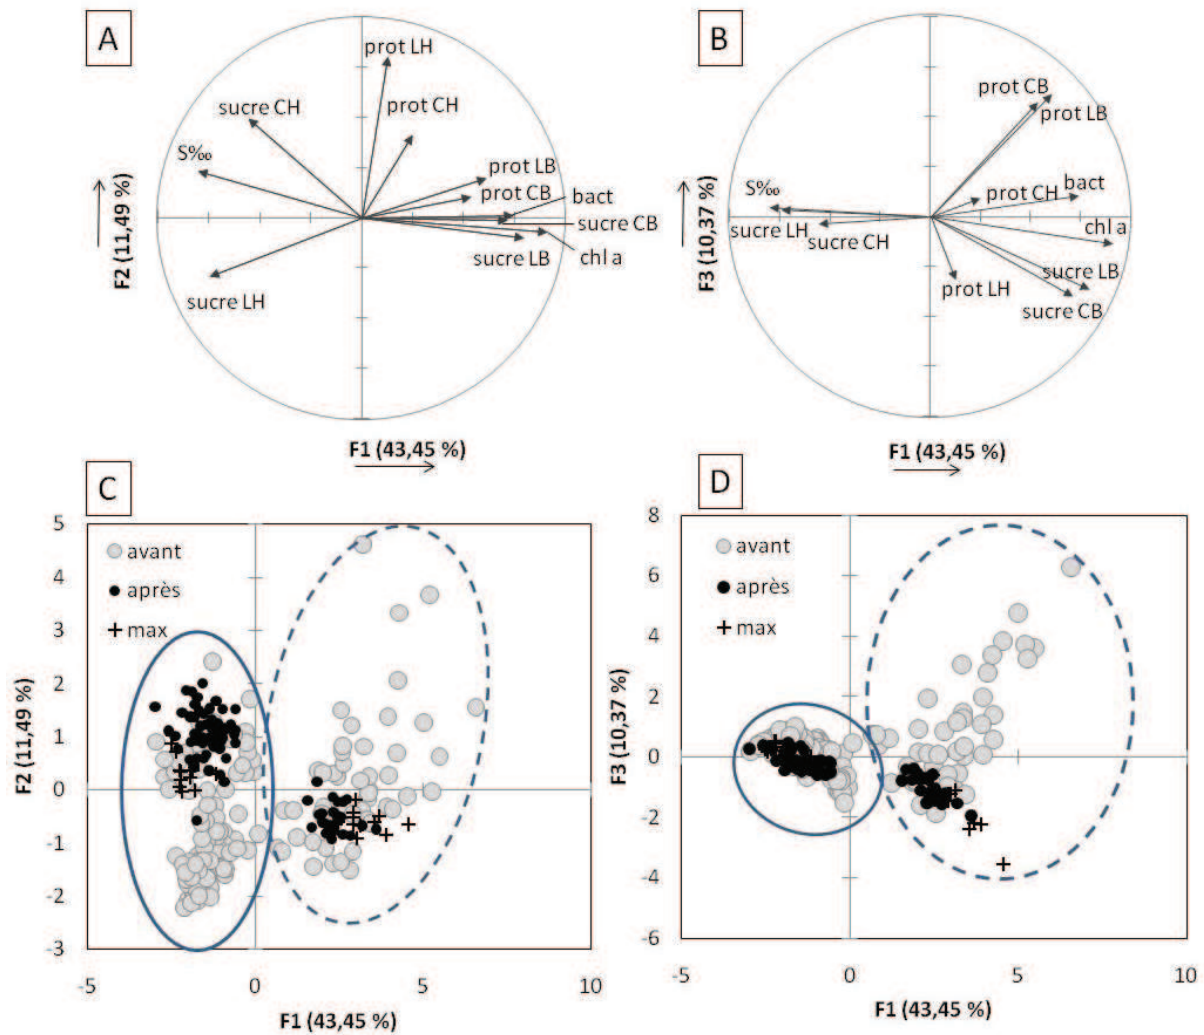 A
prot LH
sucre CH
prot CH
S‰
prot LB
prot CB
bact
sucre CB
chl a
sucre LB
sucre LH
F2 (11,49 %)
F1 (43,45 %)
B
prot CB
prot LB
S‰
prot CH
bact
sucre LH
sucre CH
chl a
prot LH
sucre LB
sucre CB
F3 (10,37 %)
F1 (43,45 %)
C
avant
après
max
5
4
3
2
1
0
-1
-2
-3
-5
0
5
10
F2 (11,49 %)
F1 (43,45 %)
D
avant
après
max
8
6
4
2
0
-2
-4
-6
-5
0
5
10
F3 (10,37 %)
F1 (43,45 %)